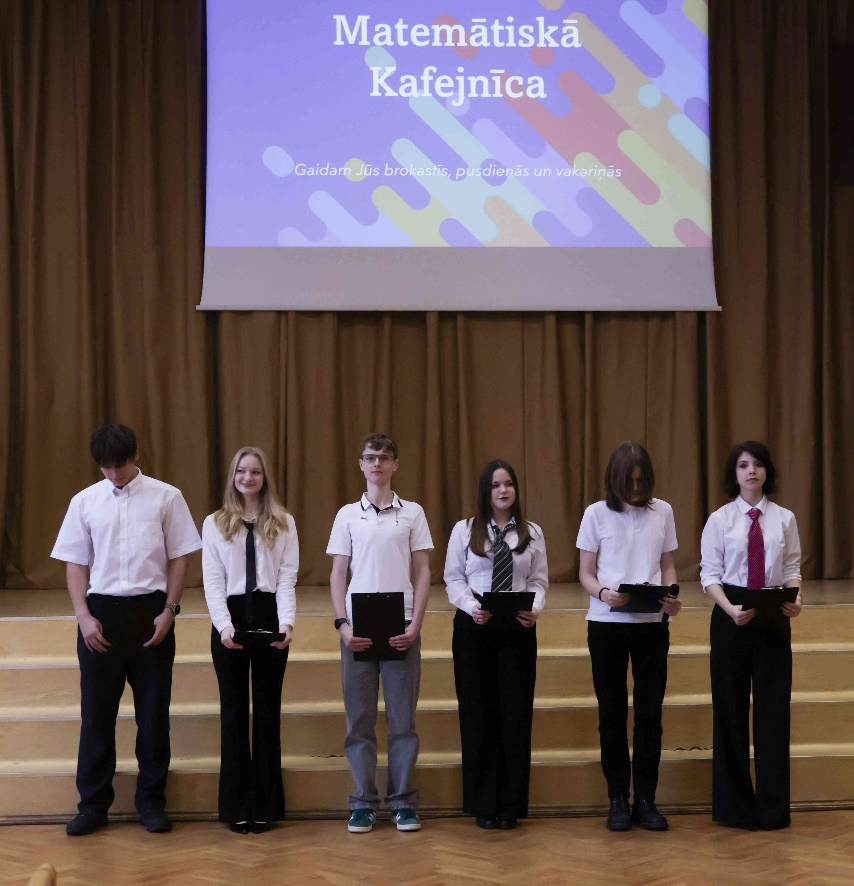 Matemātiskā
Kafejnīca
Gaidam Jūs brokastīs, pusdienās un vakariņās